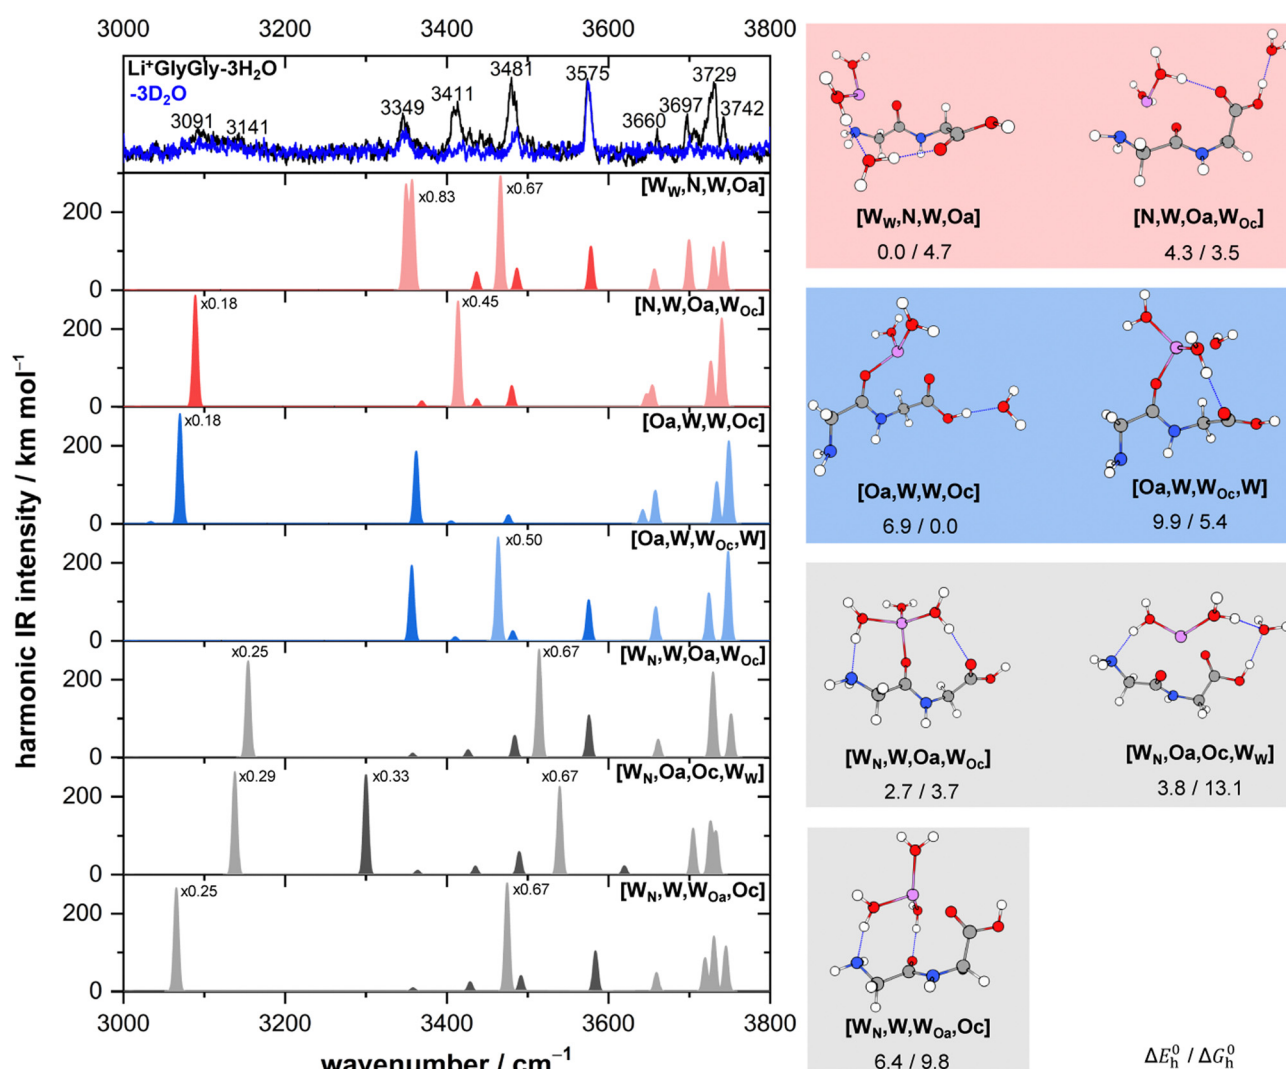 3000 3200 3400 3600 3800
Li⁺GlyGly-3H₂O
-3D₂O
3091
3141
3349
3411
3481
3575
3660
3697
3729
3742
[W_W,N,W,Oa]
x0.83
x0.67
200
0
[N,W,Oa,W_Oc]
x0.18
x0.45
200
0
[Oa,W,W,Oc]
x0.18
200
0
[Oa,W,W_Oc,W]
x0.50
200
0
[W_N,W,Oa,W_Oc]
x0.25
x0.67
200
0
[W_N,Oa,Oc,W_W]
x0.29
x0.33
x0.67
200
0
[W_N,W,W_Oa,Oc]
x0.25
x0.67
200
0
3000 3200 3400 3600 3800
wavenumber / cm⁻¹
harmonic IR intensity / km mol⁻¹
[W_W,N,W,Oa] [N,W,Oa,W_Oc]
0.0 / 4.7 4.3 / 3.5
[Oa,W,W,Oc] [Oa,W,W_Oc,W]
6.9 / 0.0 9.9 / 5.4
[W_N,W,Oa,W_Oc] [W_N,Oa,Oc,W_W]
2.7 / 3.7 3.8 / 13.1
[W_N,W,W_Oa,Oc]
6.4 / 9.8
ΔE_h^0 / ΔG_h^0